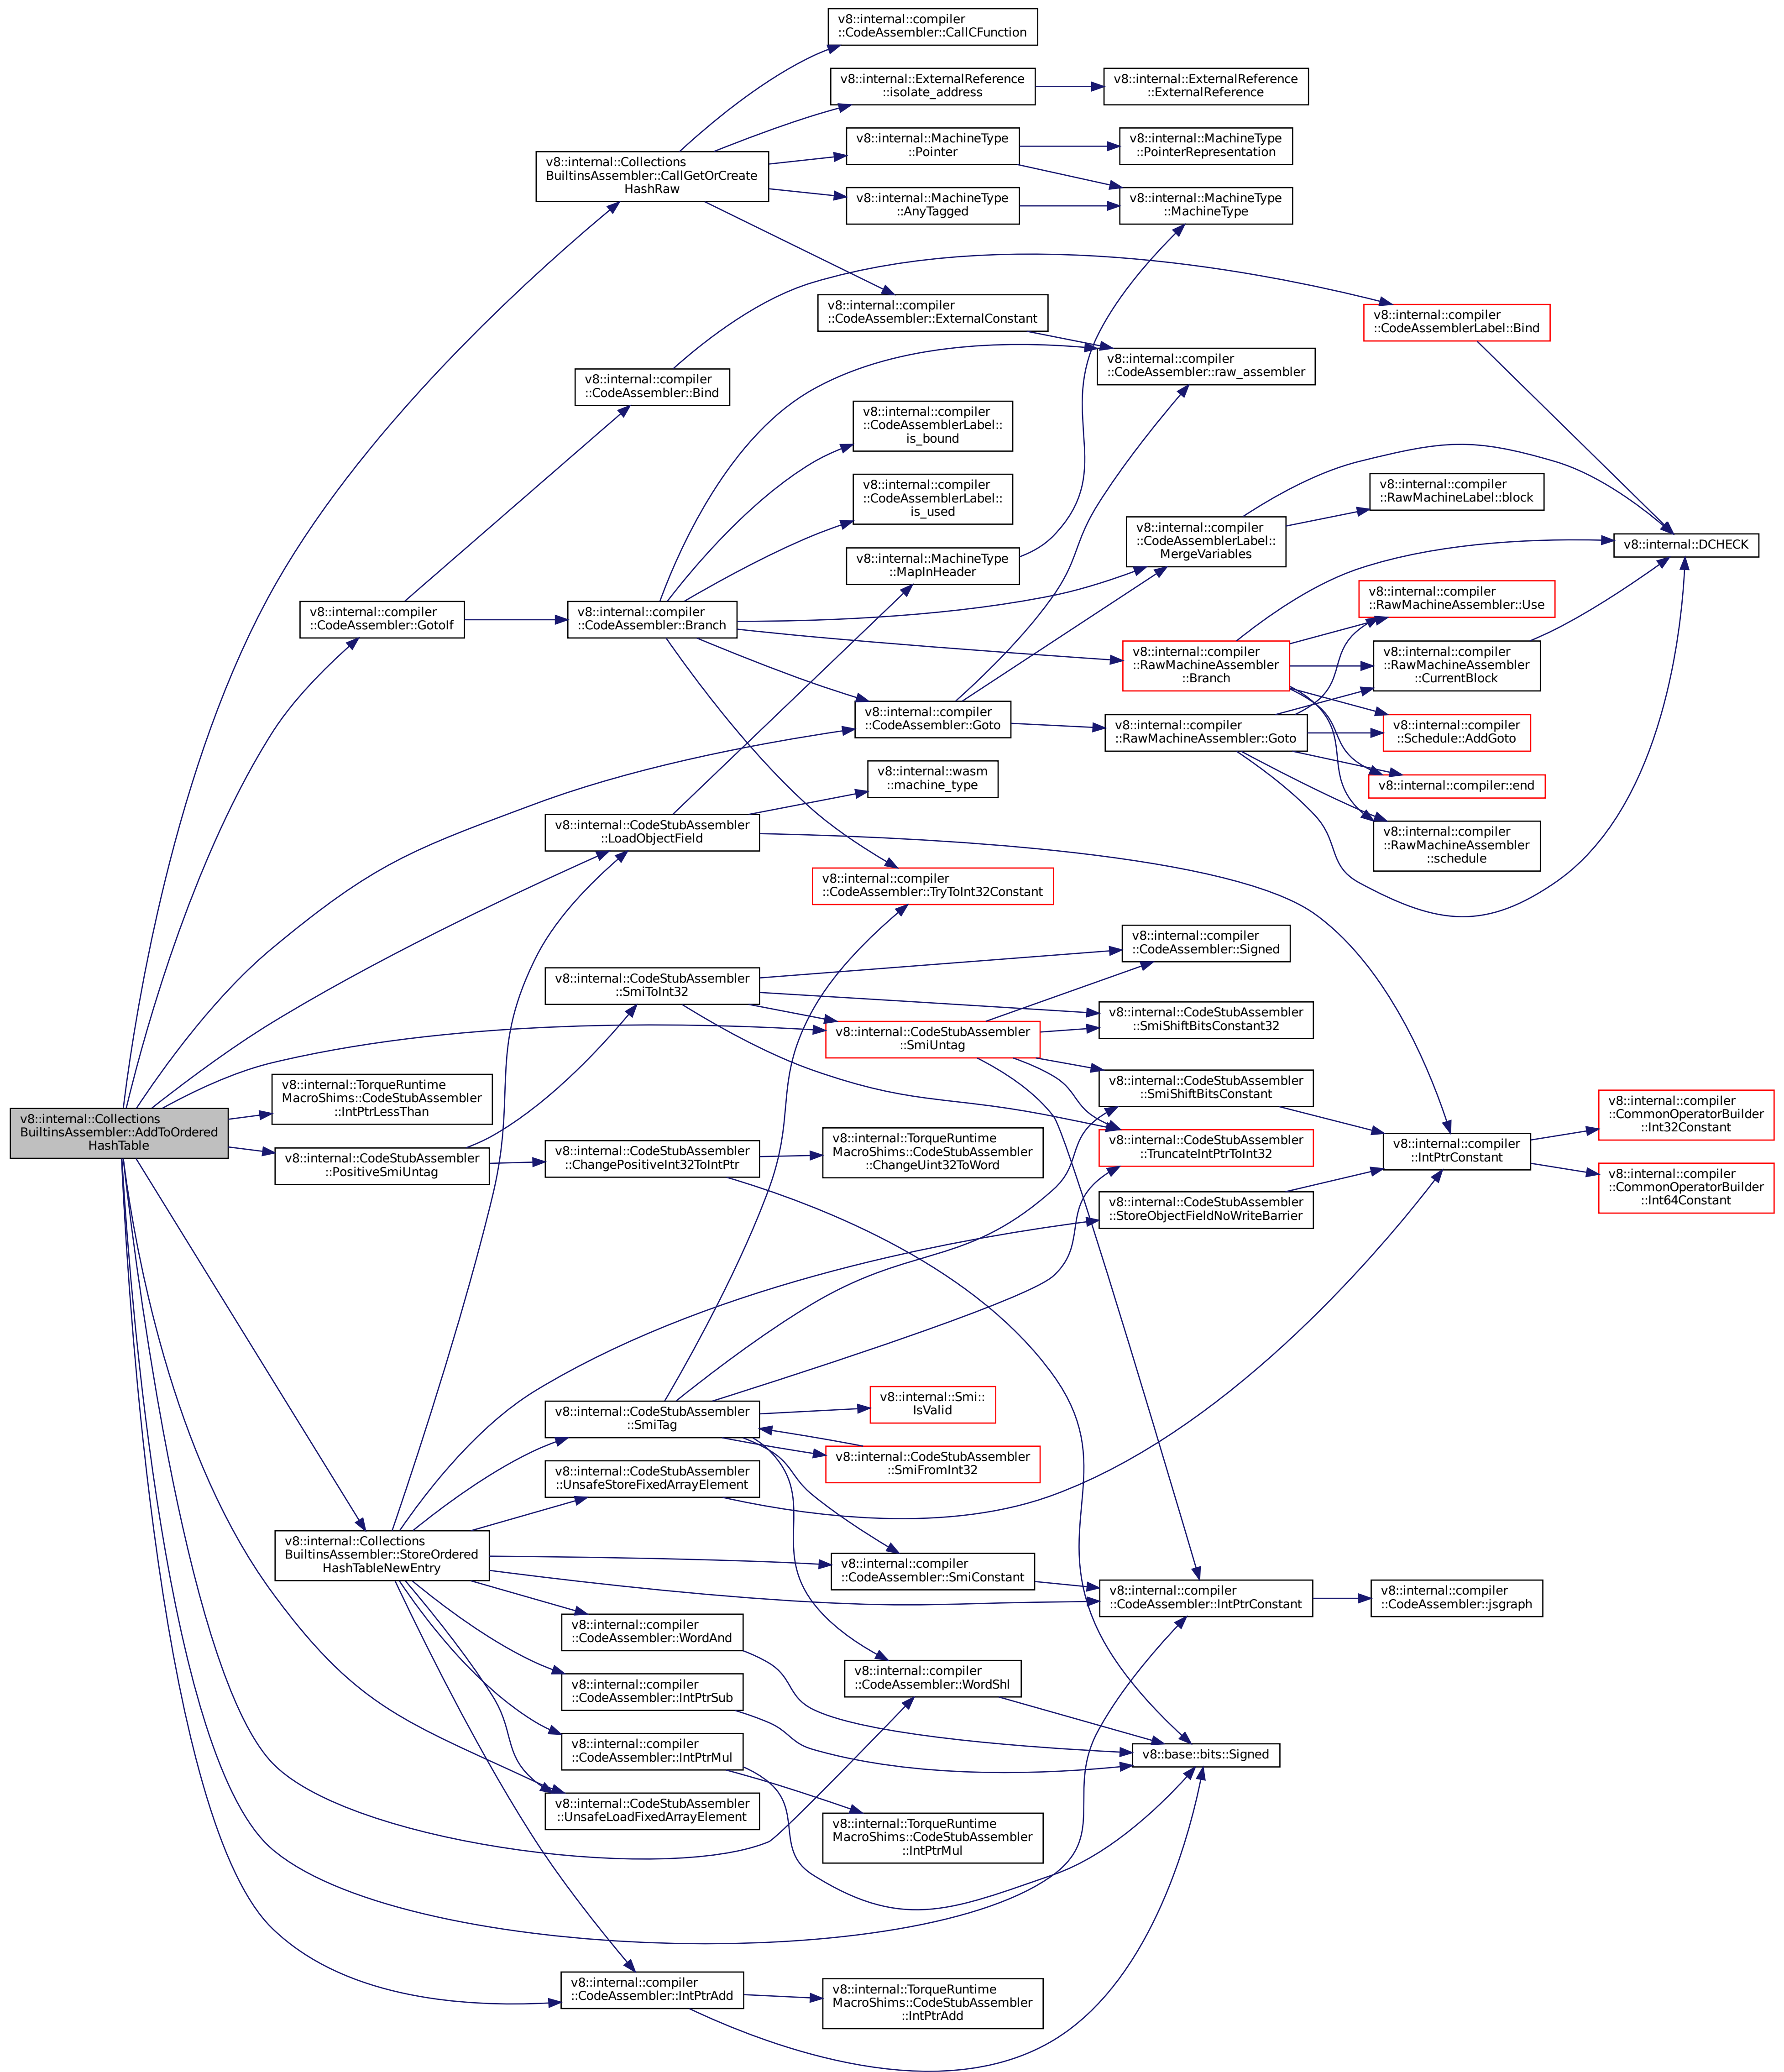 v8::internal::compiler
::CodeAssembler::CallCFunction
v8::internal::ExternalReference
::isolate_address
v8::internal::ExternalReference
::ExternalReference
v8::internal::MachineType
::Pointer
v8::internal::MachineType
::PointerRepresentation
v8::internal::Collections
BuiltinsAssembler::CallGetOrCreate
HashRaw
v8::internal::MachineType
::AnyTagged
v8::internal::MachineType
::MachineType
v8::internal::compiler
::CodeAssembler::ExternalConstant
v8::internal::compiler
::CodeAssemblerLabel::Bind
v8::internal::compiler
::CodeAssembler::raw_assembler
v8::internal::compiler
::CodeAssembler::Bind
v8::internal::compiler
::CodeAssemblerLabel::
is_bound
v8::internal::compiler
::CodeAssemblerLabel::
is_used
v8::internal::compiler
::RawMachineLabel::block
v8::internal::compiler
::CodeAssemblerLabel::
MergeVariables
v8::internal::DCHECK
v8::internal::MachineType
::MapInHeader
v8::internal::compiler
::RawMachineAssembler::Use
v8::internal::compiler
::CodeAssembler::GotoIf
v8::internal::compiler
::CodeAssembler::Branch
v8::internal::compiler
::RawMachineAssembler
::Branch
v8::internal::compiler
::RawMachineAssembler
::CurrentBlock
v8::internal::compiler
::CodeAssembler::Goto
v8::internal::compiler
::RawMachineAssembler::Goto
v8::internal::compiler
::Schedule::AddGoto
v8::internal::wasm
::machine_type
v8::internal::compiler::end
v8::internal::CodeStubAssembler
::LoadObjectField
v8::internal::compiler
::RawMachineAssembler
::schedule
v8::internal::compiler
::CodeAssembler::TryToInt32Constant
v8::internal::compiler
::CodeAssembler::Signed
v8::internal::CodeStubAssembler
::SmiToInt32
v8::internal::CodeStubAssembler
::SmiShiftBitsConstant32
v8::internal::CodeStubAssembler
::SmiUntag
v8::internal::TorqueRuntime
MacroShims::CodeStubAssembler
::IntPtrLessThan
v8::internal::CodeStubAssembler
::SmiShiftBitsConstant
v8::internal::compiler
::CommonOperatorBuilder
::Int32Constant
v8::internal::Collections
BuiltinsAssembler::AddToOrdered
HashTable
v8::internal::CodeStubAssembler
::PositiveSmiUntag
v8::internal::CodeStubAssembler
::ChangePositiveInt32ToIntPtr
v8::internal::TorqueRuntime
MacroShims::CodeStubAssembler
::ChangeUint32ToWord
v8::internal::CodeStubAssembler
::TruncateIntPtrToInt32
v8::internal::compiler
::IntPtrConstant
v8::internal::compiler
::CommonOperatorBuilder
::Int64Constant
v8::internal::CodeStubAssembler
::StoreObjectFieldNoWriteBarrier
v8::internal::CodeStubAssembler
::SmiTag
v8::internal::Smi::
IsValid
v8::internal::CodeStubAssembler
::SmiFromInt32
v8::internal::CodeStubAssembler
::UnsafeStoreFixedArrayElement
v8::internal::Collections
BuiltinsAssembler::StoreOrdered
HashTableNewEntry
v8::internal::compiler
::CodeAssembler::SmiConstant
v8::internal::compiler
::CodeAssembler::IntPtrConstant
v8::internal::compiler
::CodeAssembler::jsgraph
v8::internal::compiler
::CodeAssembler::WordAnd
v8::internal::compiler
::CodeAssembler::WordShl
v8::internal::compiler
::CodeAssembler::IntPtrSub
v8::internal::compiler
::CodeAssembler::IntPtrMul
v8::base::bits::Signed
v8::internal::CodeStubAssembler
::UnsafeLoadFixedArrayElement
v8::internal::TorqueRuntime
MacroShims::CodeStubAssembler
::IntPtrMul
v8::internal::compiler
::CodeAssembler::IntPtrAdd
v8::internal::TorqueRuntime
MacroShims::CodeStubAssembler
::IntPtrAdd